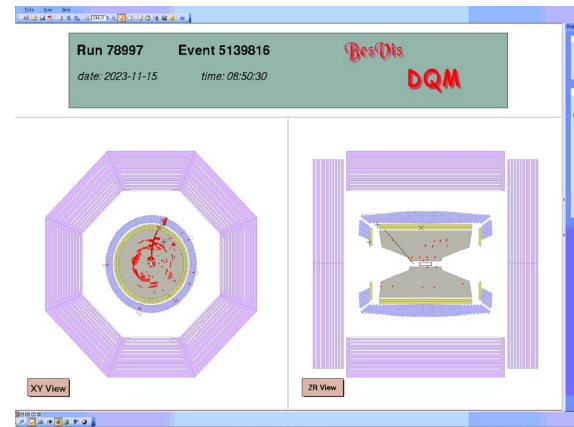 File View Help
Run 78997 Event 5139816
BesVis
date: 2023-11-15 time: 08:50:30
DQM
XY View
ZR View